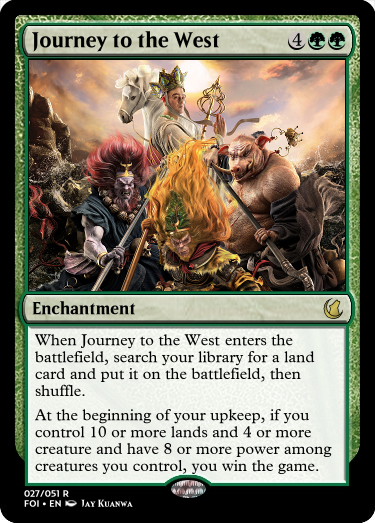 Journey to the West 4
Enchantment
When Journey to the West enters the
battlefield, search your library for a land
card and put it on the battlefield, then
shuffle.
At the beginning of your upkeep, if you
control 10 or more lands and 4 or more
creature and have 8 or more power among
creatures you control, you win the game.
027/051 R
FOI • EN Jay Kuanwa